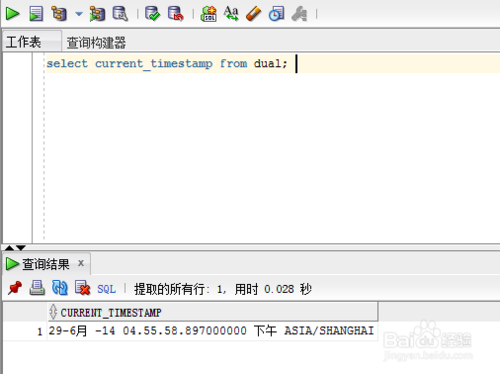 SQL
Aa
工作表 查询构建器
select current_timestamp from dual;
查询结果 x
SQL 提取的所有行: 1, 用时 0.028 秒
CURRENT_TIMESTAMP
1 29-6月 -14 04.55.58.897000000 下午 ASIA/SHANGHAI
Baidu 经验
jingyan.baidu.com